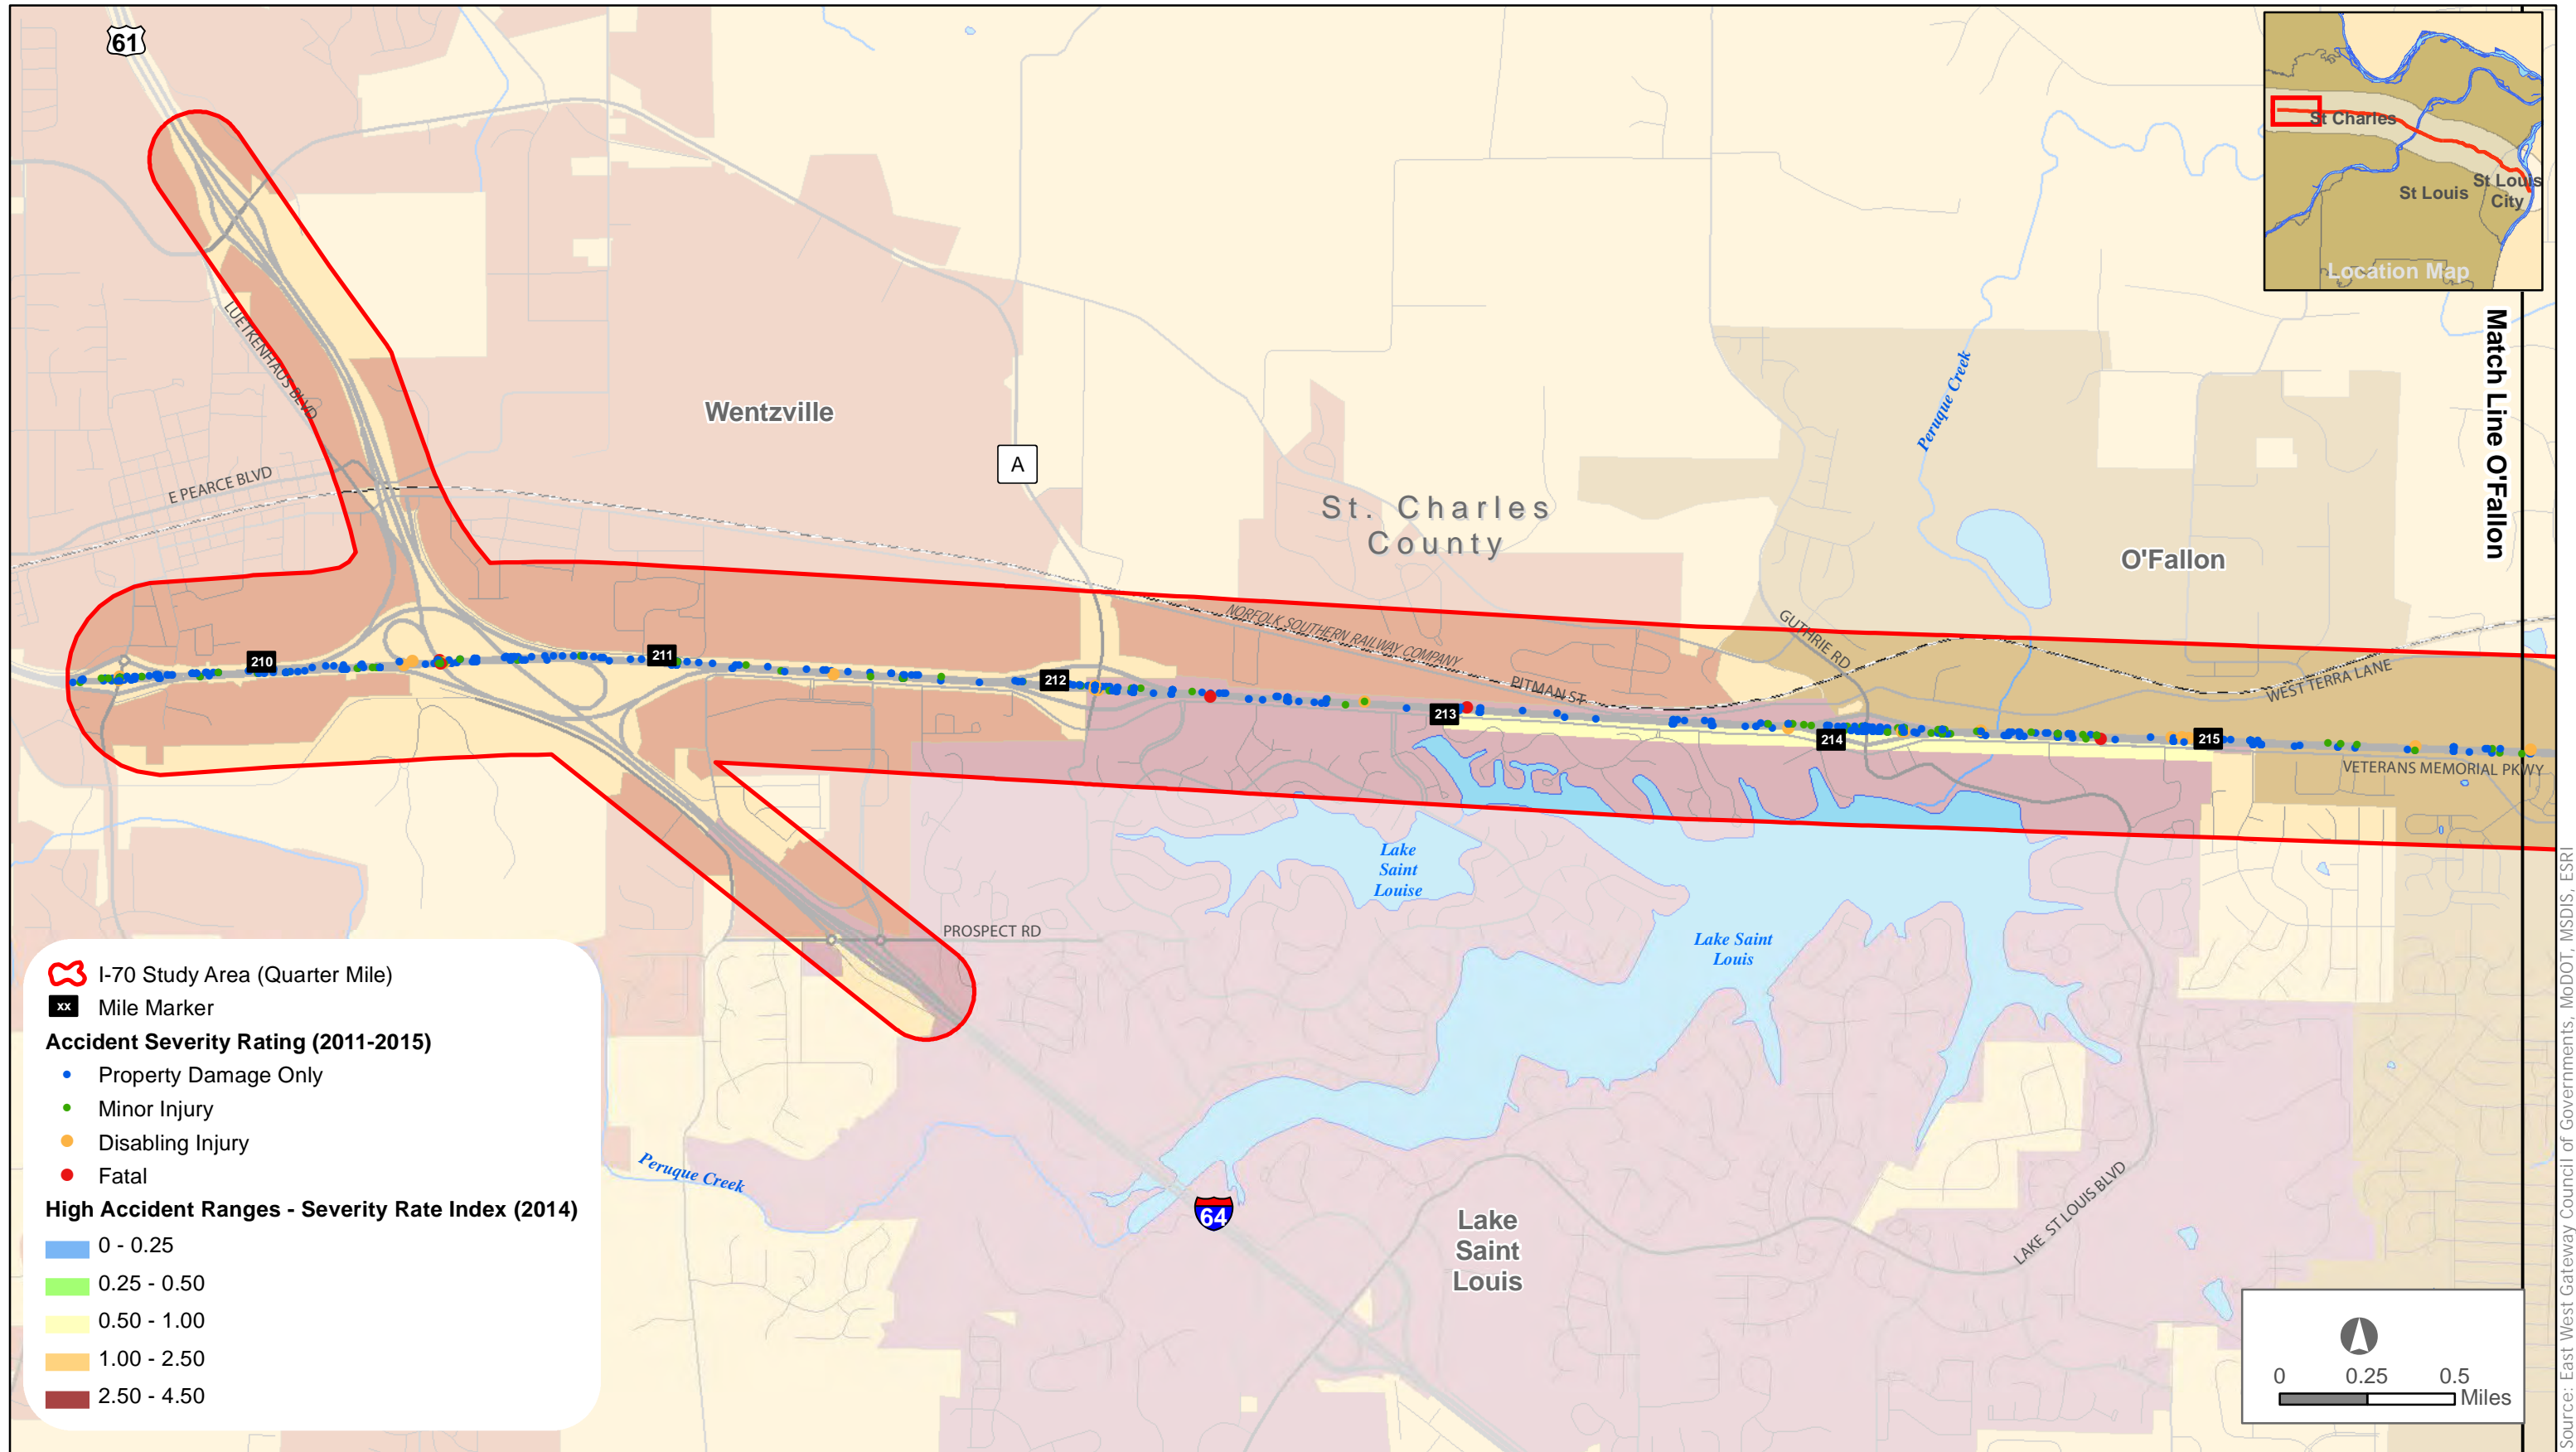 61
St Charles
St Louis
St Louis
City
Location Map
Match Line O'Fallon
LUETKENHAUS BLVD
Wentzville
Peruque Creek
A
E PEARCE BLVD
St. Charles
County
O'Fallon
NORFOLK SOUTHERN RAILWAY COMPANY
GUTHRIE RD
210
211
212
PITMAN ST
WEST TERRA LANE
213
214
215
VETERANS MEMORIAL PKWY
Lake
Saint
Louise
PROSPECT RD
Lake Saint
Louis
Peruque Creek
64
Lake
Saint
Louis
LAKE ST LOUIS BLVD
I-70 Study Area (Quarter Mile)
xx Mile Marker
Accident Severity Rating (2011-2015)
Property Damage Only
Minor Injury
Disabling Injury
Fatal
High Accident Ranges - Severity Rate Index (2014)
0 - 0.25
0.25 - 0.50
0.50 - 1.00
1.00 - 2.50
2.50 - 4.50
0 0.25 0.5
Miles
Source: East West Gateway Council of Governments, MoDOT, MSDIS, ESRI